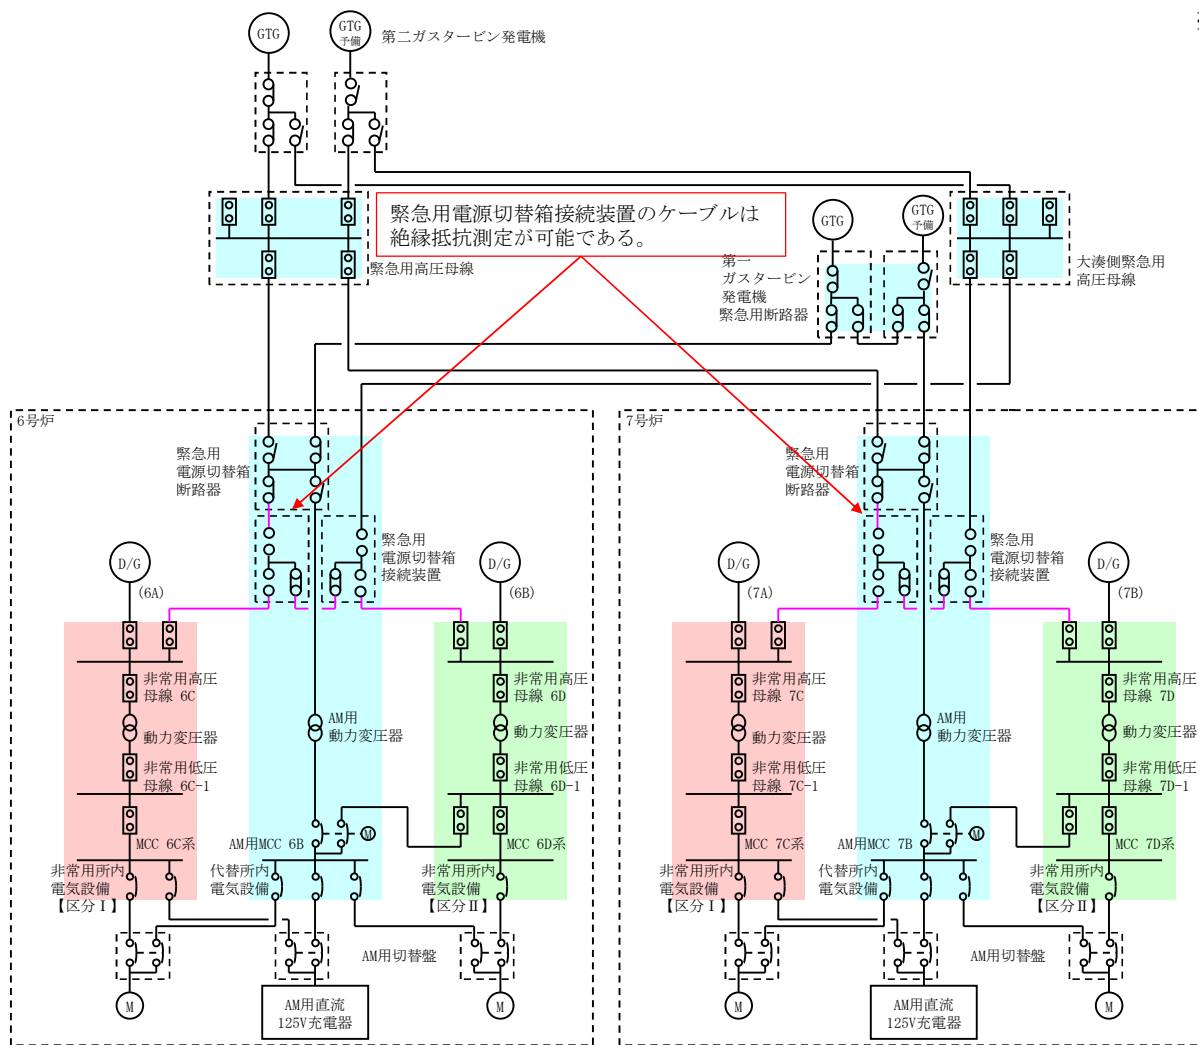 GTG
GTG
予備
第二ガスタービン発電機
緊急用電源切替箱接続装置のケーブルは
絶縁抵抗測定が可能である。
緊急用高圧母線
GTG
GTG
予備
第一
ガスタービン
発電機
緊急用断路器
大湊側緊急用
高圧母線
6号炉
緊急用
電源切替箱
断路器
緊急用
電源切替箱
接続装置
D/G
(6A)
D/G
(6B)
非常用高圧
母線 6C
動力変圧器
非常用低圧
母線 6C-1
MCC 6C系
非常用所内
電気設備
【区分Ⅰ】
AM用
動力変圧器
AM用MCC 6B
M
代替所内
電気設備
非常用高圧
母線 6D
動力変圧器
非常用低圧
母線 6D-1
MCC 6D系
非常用所内
電気設備
【区分Ⅱ】
AM用切替盤
M
AM用直流
125V充電器
M
7号炉
緊急用
電源切替箱
断路器
緊急用
電源切替箱
接続装置
D/G
(7A)
D/G
(7B)
非常用高圧
母線 7C
動力変圧器
非常用低圧
母線 7C-1
MCC 7C系
非常用所内
電気設備
【区分Ⅰ】
AM用
動力変圧器
AM用MCC 7B
M
代替所内
電気設備
非常用高圧
母線 7D
動力変圧器
非常用低圧
母線 7D-1
MCC 7D系
非常用所内
電気設備
【区分Ⅱ】
AM用切替盤
M
AM用直流
125V充電器
M